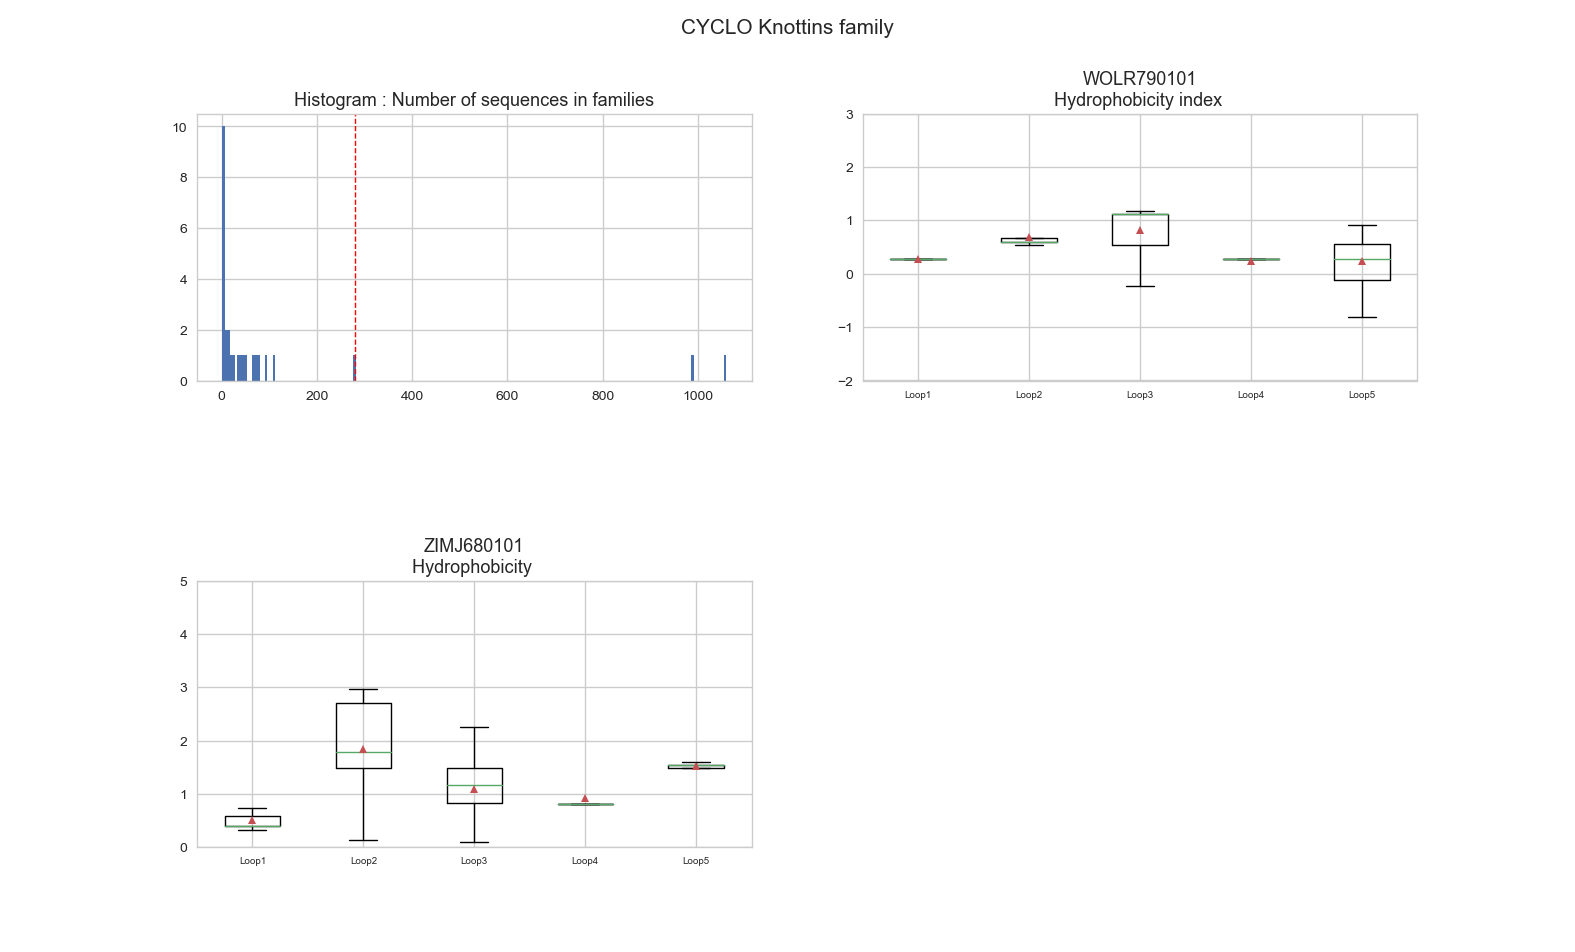 CYCLO Knottins family
Histogram : Number of sequences in families
10
8
6
4
2
0
0 200 400 600 800 1000
WOLR790101
Hydrophobicity index
3
2
1
0
−1
−2
Loop1 Loop2 Loop3 Loop4 Loop5
ZIMJ680101
Hydrophobicity
5
4
3
2
1
0
Loop1 Loop2 Loop3 Loop4 Loop5